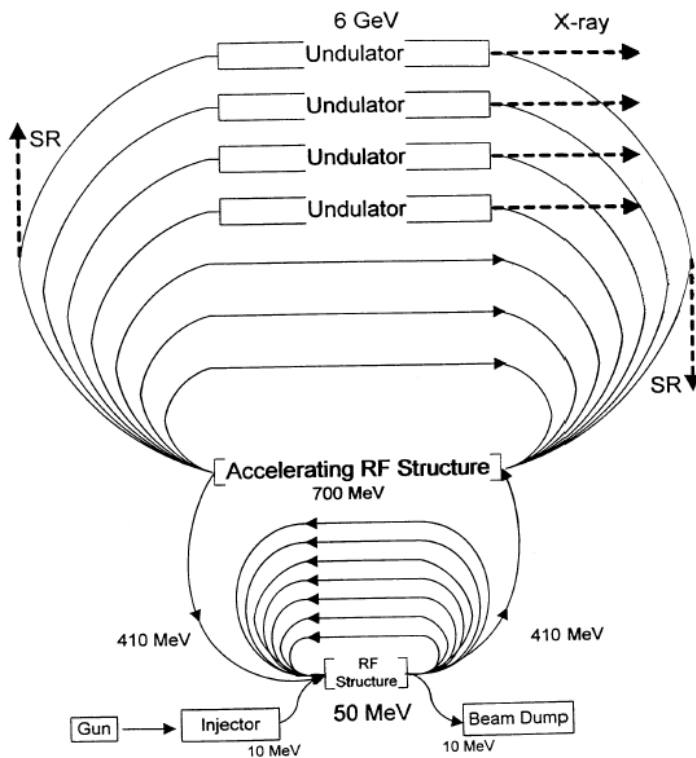 6 GeV
X-ray
Undulator
Undulator
SR
Undulator
Undulator
SR
Accelerating RF Structure
700 MeV
410 MeV
410 MeV
RF
Structure
50 MeV
Gun
Injector
Beam Dump
10 MeV
10 MeV